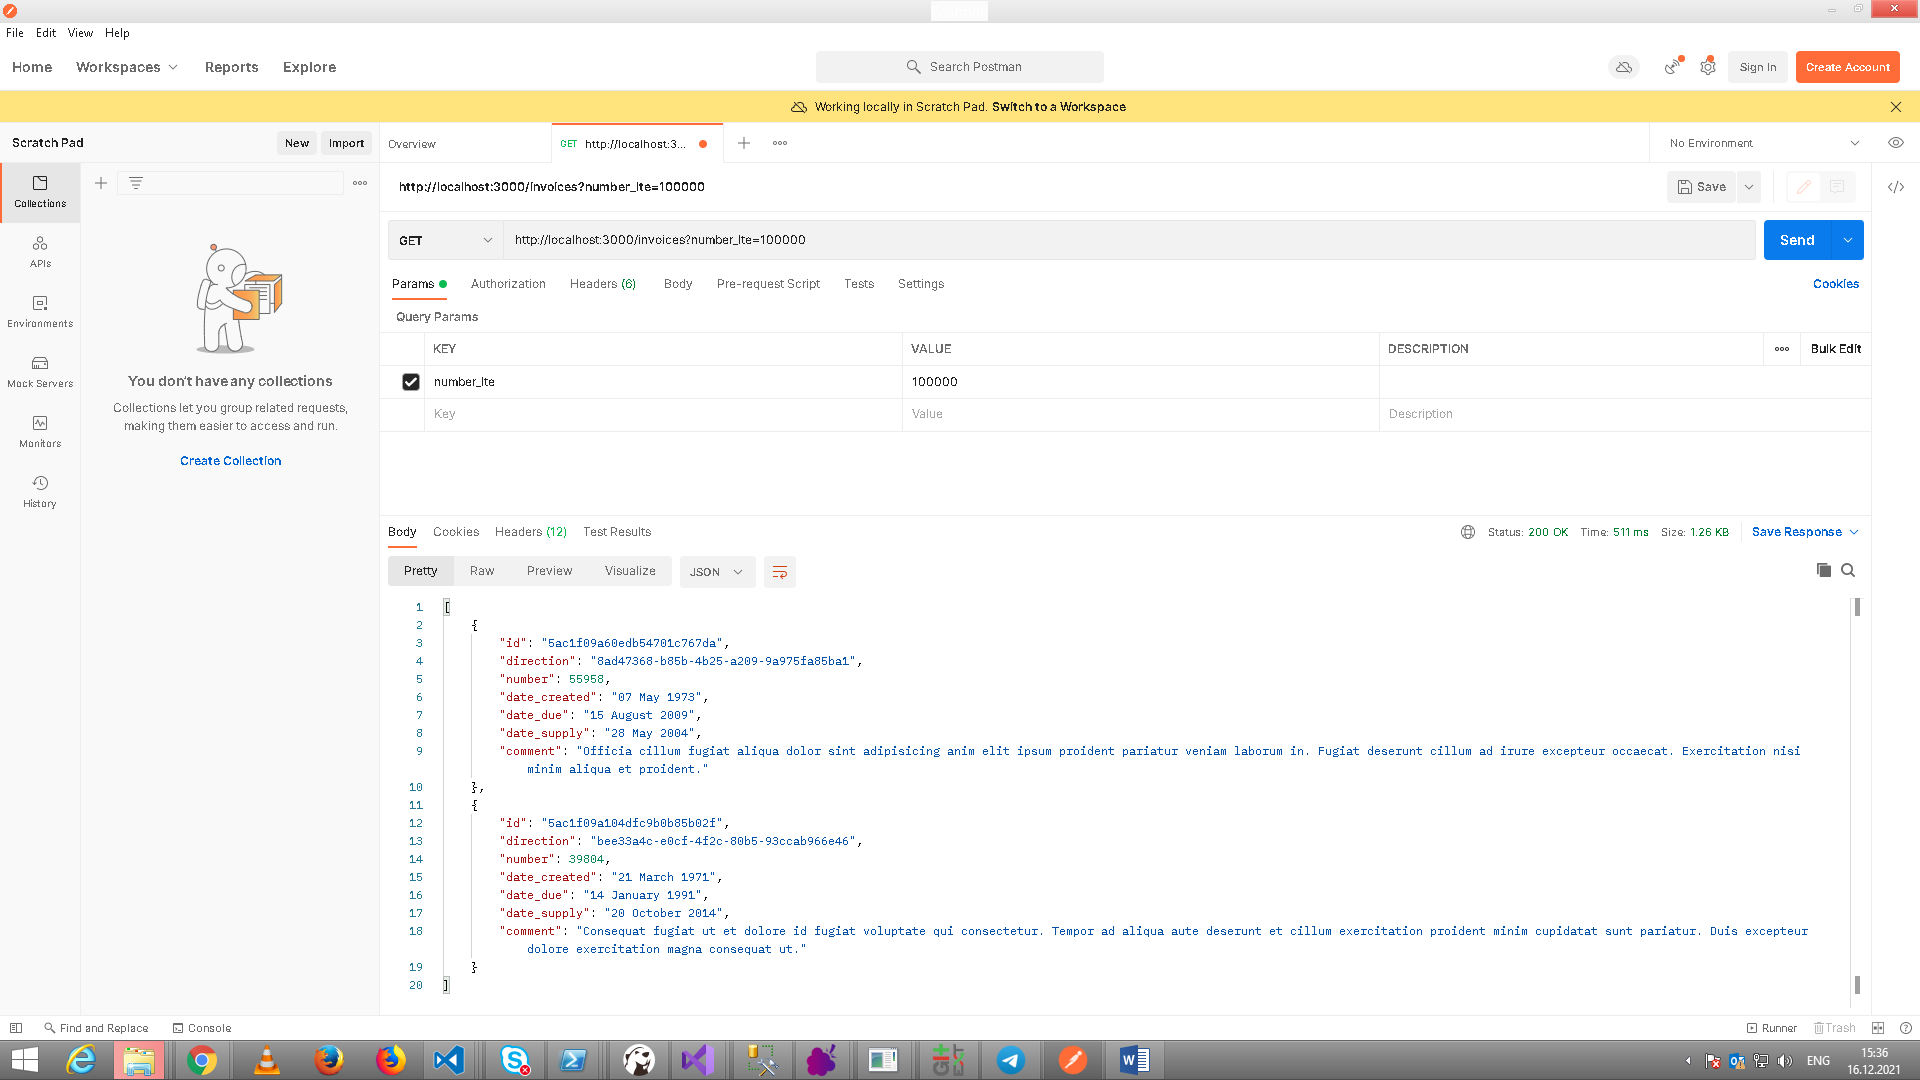 File Edit View Help
Home Workspaces Reports Explore
Search Postman
Sign In Create Account
Working locally in Scratch Pad. Switch to a Workspace
Scratch Pad New Import
Overview GET http://localhost:3... No Environment
Collections
APIs
Environments
Mock Servers
Monitors
History
You don't have any collections
Collections let you group related requests,
making them easier to access and run.
Create Collection
http://localhost:3000/invoices?number_lte=100000
Save
GET http://localhost:3000/invoices?number_lte=100000 Send
Params Authorization Headers (6) Body Pre-request Script Tests Settings Cookies
Query Params
KEY VALUE DESCRIPTION Bulk Edit
number_lte 100000
Key Value Description
Body Cookies Headers (12) Test Results Status: 200 OK Time: 511 ms Size: 1.26 KB Save Response
Pretty Raw Preview Visualize JSON
1 [
2 {
3 "id": "5ac1f09a60edb54701c767da",
4 "direction": "8ad47368-b85b-4b25-a209-9a975fa85ba1",
5 "number": 55958,
6 "date_created": "07 May 1973",
7 "date_due": "15 August 2009",
8 "date_supply": "28 May 2004",
9 "comment": "Officia cillum fugiat aliqua dolor sint adipisicing anim elit ipsum proident pariatur veniam laborum in. Fugiat deserunt cillum ad irure excepteur occaecat. Exercitation nisi
minim aliqua et proident."
10 },
11 {
12 "id": "5ac1f09a104dfc9b0b85b02f",
13 "direction": "bee33a4c-e0cf-4f2c-80b5-93ccab966e46",
14 "number": 39804,
15 "date_created": "21 March 1971",
16 "date_due": "14 January 1991",
17 "date_supply": "20 October 2014",
18 "comment": "Consequat fugiat ut et dolore id fugiat voluptate qui consectetur. Tempor ad aliqua aute deserunt et cillum exercitation proident minim cupidatat sunt pariatur. Duis excepteur
dolore exercitation magna consequat ut."
19 }
20 ]
Find and Replace Console Runner Trash
ENG 15:36
16.12.2021